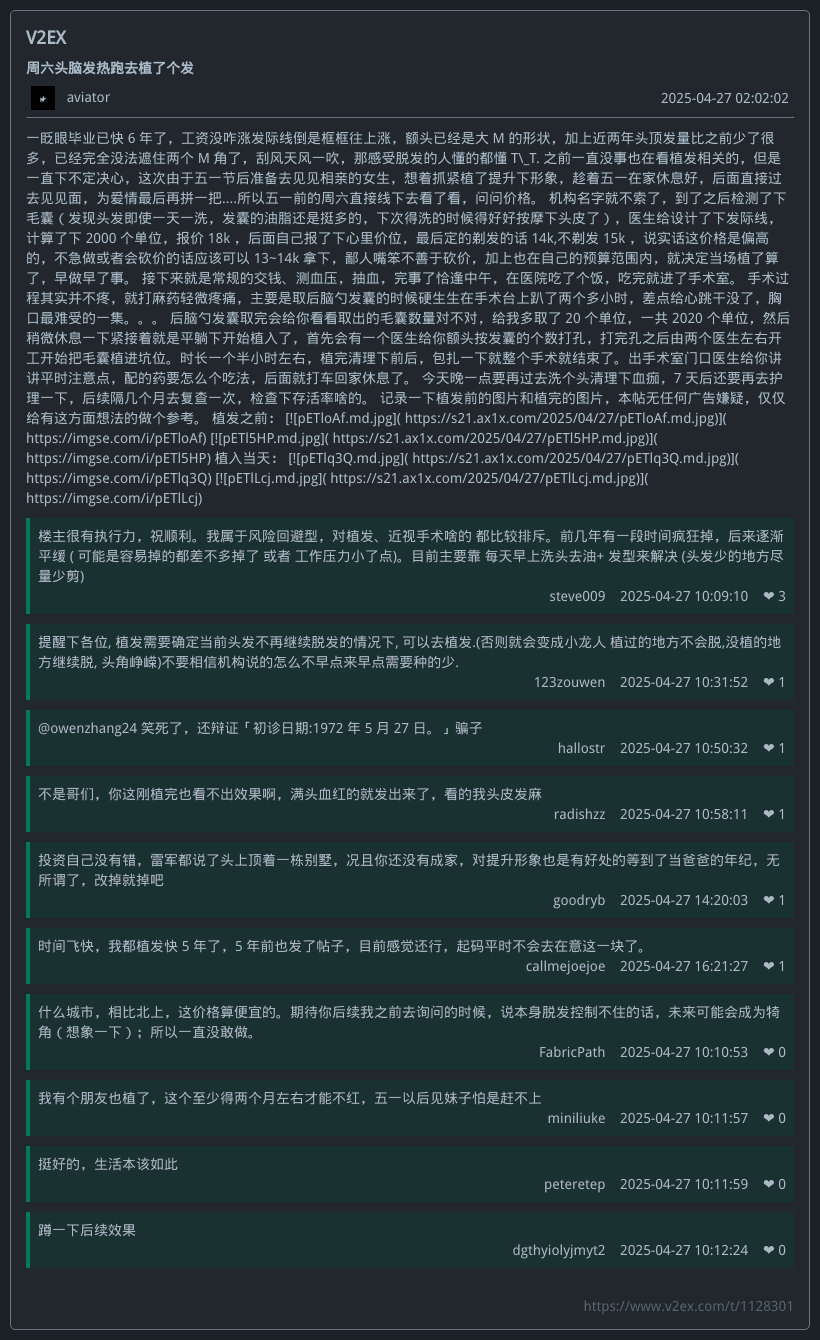 V2EX
周六头脑发热跑去植了个发
aviator 2025-04-27 02:02:02
一眨眼毕业已快 6 年了，工资没咋涨发际线倒是框框往上涨，额头已经是大 M 的形状，加上近两年头顶发量比之前少了很
多，已经完全没法遮住两个 M 角了，刮风天风一吹，那感受脱发的人懂的都懂 T\_T. 之前一直没事也在看植发相关的，但是
一直下不定决心，这次由于五一节后准备去见见相亲的女生，想着抓紧植了提升下形象，趁着五一在家休息好，后面直接过
去见见面，为爱情最后再拼一把....所以五一前的周六直接线下去看了看，问问价格。 机构名字就不索了，到了之后检测了下
毛囊（ 发现头发即使一天一洗，发囊的油脂还是挺多的，下次得洗的时候得好好按摩下头皮了 ），医生给设计了下发际线，
计算了下 2000 个单位，报价 18k ，后面自己报了下心里价位，最后定的剃发的话 14k,不剃发 15k ，说实话这价格是偏高
的，不急做或者会砍价的话应该可以 13~14k 拿下，鄙人嘴笨不善于砍价，加上也在自己的预算范围内，就决定当场植了算
了，早做早了事。 接下来就是常规的交钱、测血压，抽血，完事了恰逢中午，在医院吃了个饭，吃完就进了手术室。 手术过
程其实并不疼，就打麻药轻微疼痛，主要是取后脑勺发囊的时候硬生生在手术台上趴了两个多小时，差点给心跳干没了，胸
口最难受的一集。。。 后脑勺发囊取完会给你看看取出的毛囊数量对不对，给我多取了 20 个单位，一共 2020 个单位，然后
稍微休息一下紧接着就是平躺下开始植入了，首先会有一个医生给你额头按发囊的个数打孔，打完孔之后由两个医生左右开
工开始把毛囊植进坑位。时长一个半小时左右，植完清理下前后，包扎一下就整个手术就结束了。出手术室门口医生给你讲
讲平时注意点，配的药要怎么个吃法，后面就打车回家休息了。 今天晚一点要再过去洗个头清理下血痂，7 天后还要再去护
理一下，后续隔几个月去复查一次，检查下存活率啥的。 记录一下植发前的图片和植完的图片，本帖无任何广告嫌疑，仅仅
给有这方面想法的做个参考。 植发之前: [![pETloAf.md.jpg]( https://s21.ax1x.com/2025/04/27/pETloAf.md.jpg)](
https://imgse.com/i/pETloAf) [![pETl5HP.md.jpg]( https://s21.ax1x.com/2025/04/27/pETl5HP.md.jpg)](
https://imgse.com/i/pETl5HP) 植入当天: [![pETlq3Q.md.jpg]( https://s21.ax1x.com/2025/04/27/pETlq3Q.md.jpg)](
https://imgse.com/i/pETlq3Q) [![pETlLcj.md.jpg]( https://s21.ax1x.com/2025/04/27/pETlLcj.md.jpg)](
https://imgse.com/i/pETlLcj)
楼主很有执行力，祝顺利。我属于风险回避型，对植发、近视手术啥的 都比较排斥。前几年有一段时间疯狂掉，后来逐渐
平缓 ( 可能是容易掉的都差不多掉了 或者 工作压力小了点)。目前主要靠 每天早上洗头去油+ 发型来解决 (头发少的地方尽
量少剪)
steve009 2025-04-27 10:09:10 ❤ 3
提醒下各位, 植发需要确定当前头发不再继续脱发的情况下, 可以去植发.(否则就会变成小龙人 植过的地方不会脱,没植的地
方继续脱, 头角峥嵘)不要相信机构说的怎么不早点来早点需要种的少.
123zouwen 2025-04-27 10:31:52 ❤ 1
@owenzhang24 笑死了，还辩证「 初诊日期:1972 年 5 月 27 日。」骗子
hallostr 2025-04-27 10:50:32 ❤ 1
不是哥们，你这刚植完也看不出效果啊，满头血红的就发出来了，看的我头皮发麻
radishzz 2025-04-27 10:58:11 ❤ 1
投资自己没有错，雷军都说了头上顶着一栋别墅，况且你还没有成家，对提升形象也是有好处的等到了当爸爸的年纪，无
所谓了，改掉就掉吧
goodryb 2025-04-27 14:20:03 ❤ 1
时间飞快，我都植发快 5 年了，5 年前也发了帖子，目前感觉还行，起码平时不会去在意这一块了。
callmejoejoe 2025-04-27 16:21:27 ❤ 1
什么城市，相比北上，这价格算便宜的。期待你后续我之前去询问的时候，说本身脱发控制不住的话，未来可能会成为犄
角（ 想象一下 ）；所以一直没敢做。
FabricPath 2025-04-27 10:10:53 ❤ 0
我有个朋友也植了，这个至少得两个月左右才能不红，五一以后见妹子怕是赶不上
miniliuke 2025-04-27 10:11:57 ❤ 0
挺好的，生活本该如此
peteretep 2025-04-27 10:11:59 ❤ 0
蹲一下后续效果
dgthyiolyjmyt2 2025-04-27 10:12:24 ❤ 0
https://www.v2ex.com/t/1128301